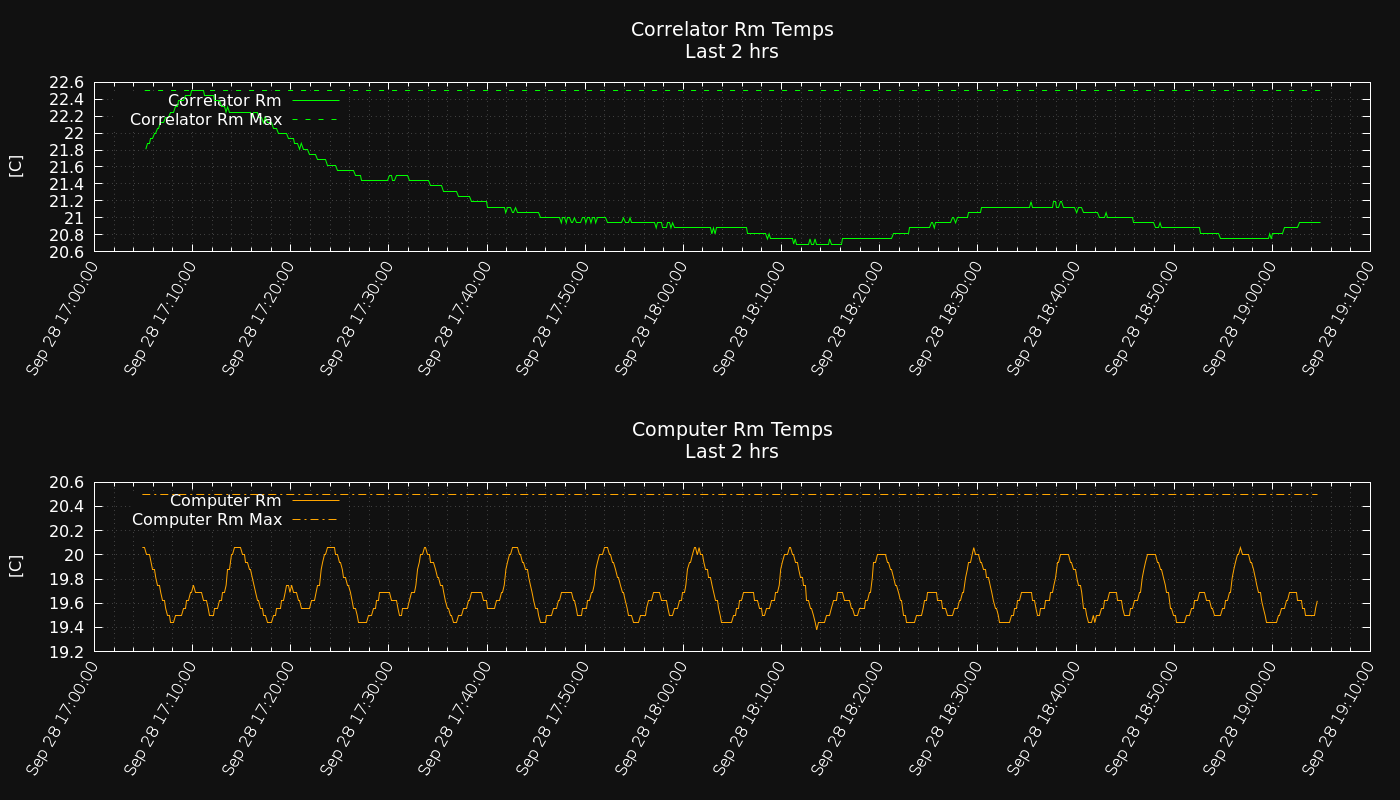 Correlator Rm Temps
Last 2 hrs
22.6
22.4
22.2
22
21.8
21.6
21.4
21.2
21
20.8
20.6
[C]
Correlator Rm
Correlator Rm Max
Sep 28 17:00:00
Sep 28 17:10:00
Sep 28 17:20:00
Sep 28 17:30:00
Sep 28 17:40:00
Sep 28 17:50:00
Sep 28 18:00:00
Sep 28 18:10:00
Sep 28 18:20:00
Sep 28 18:30:00
Sep 28 18:40:00
Sep 28 18:50:00
Sep 28 19:00:00
Sep 28 19:10:00
Computer Rm Temps
Last 2 hrs
20.6
20.4
20.2
20
19.8
19.6
19.4
19.2
[C]
Computer Rm
Computer Rm Max
Sep 28 17:00:00
Sep 28 17:10:00
Sep 28 17:20:00
Sep 28 17:30:00
Sep 28 17:40:00
Sep 28 17:50:00
Sep 28 18:00:00
Sep 28 18:10:00
Sep 28 18:20:00
Sep 28 18:30:00
Sep 28 18:40:00
Sep 28 18:50:00
Sep 28 19:00:00
Sep 28 19:10:00